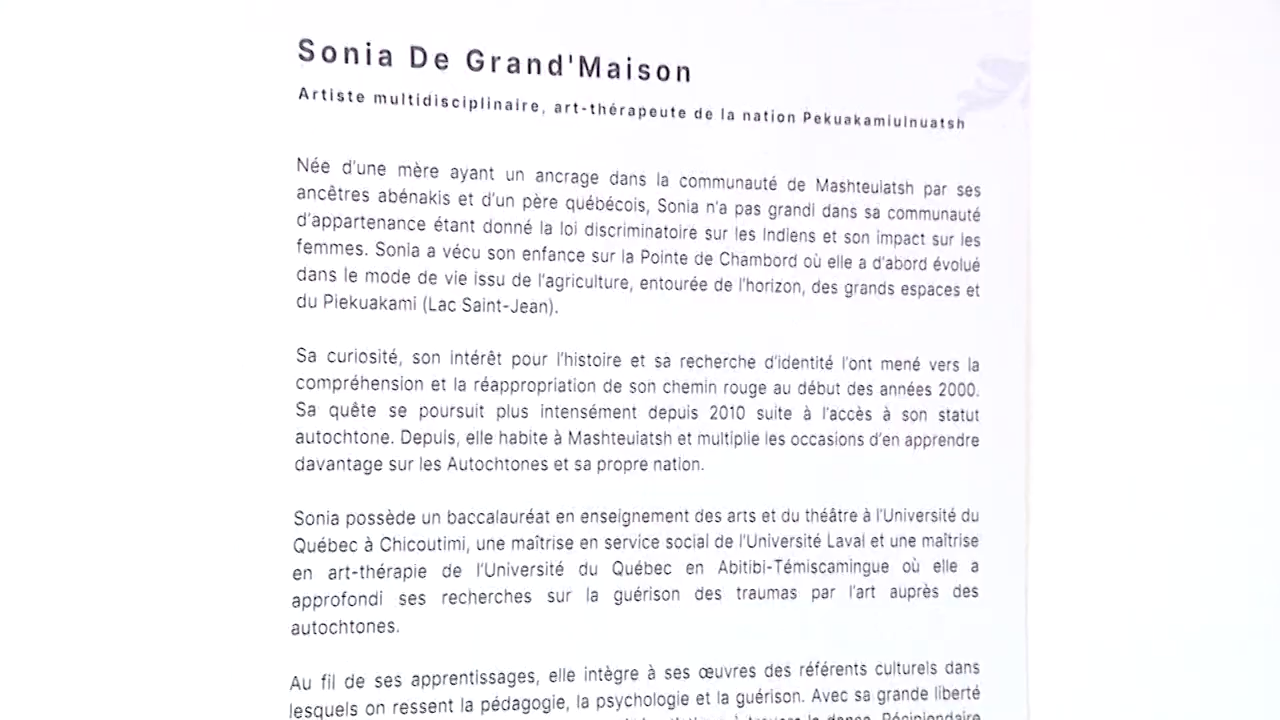 Sonia De Grand'Maison
Artiste multidisciplinaire, art-thérapeute de la nation Pekuakamiulnuatsh
Née d'une mère ayant un ancrage dans la communauté de Mashteuiatsh par ses
ancêtres abénakis et d'un père québécois, Sonia n'a pas grandi dans sa communauté
d'appartenance étant donné la loi discriminatoire sur les Indiens et son impact sur les
femmes. Sonia a vécu son enfance sur la Pointe de Chambord où elle a d'abord évolué
dans le mode de vie issu de l'agriculture, entourée de l'horizon, des grands espaces et
du Piekuakami (Lac Saint-Jean).
Sa curiosité, son intérêt pour l'histoire et sa recherche d'identité l'ont mené vers la
compréhension et la réappropriation de son chemin rouge au début des années 2000.
Sa quête se poursuit plus intensément depuis 2010 suite à l'accès à son statut
autochtone. Depuis, elle habite à Mashteuiatsh et multiplie les occasions d'en apprendre
davantage sur les Autochtones et sa propre nation.
Sonia possède un baccalauréat en enseignement des arts et du théâtre à l'Université du
Québec à Chicoutimi, une maîtrise en service social de l'Université Laval et une maîtrise
en art-thérapie de l'Université du Québec en Abitibi-Témiscamingue où elle a
approfondi ses recherches sur la guérison des traumas par l'art auprès des
autochtones.
Au fil de ses apprentissages, elle intègre à ses œuvres des référents culturels dans
lesquels on ressent la pédagogie, la psychologie et la guérison. Avec sa grande liberté